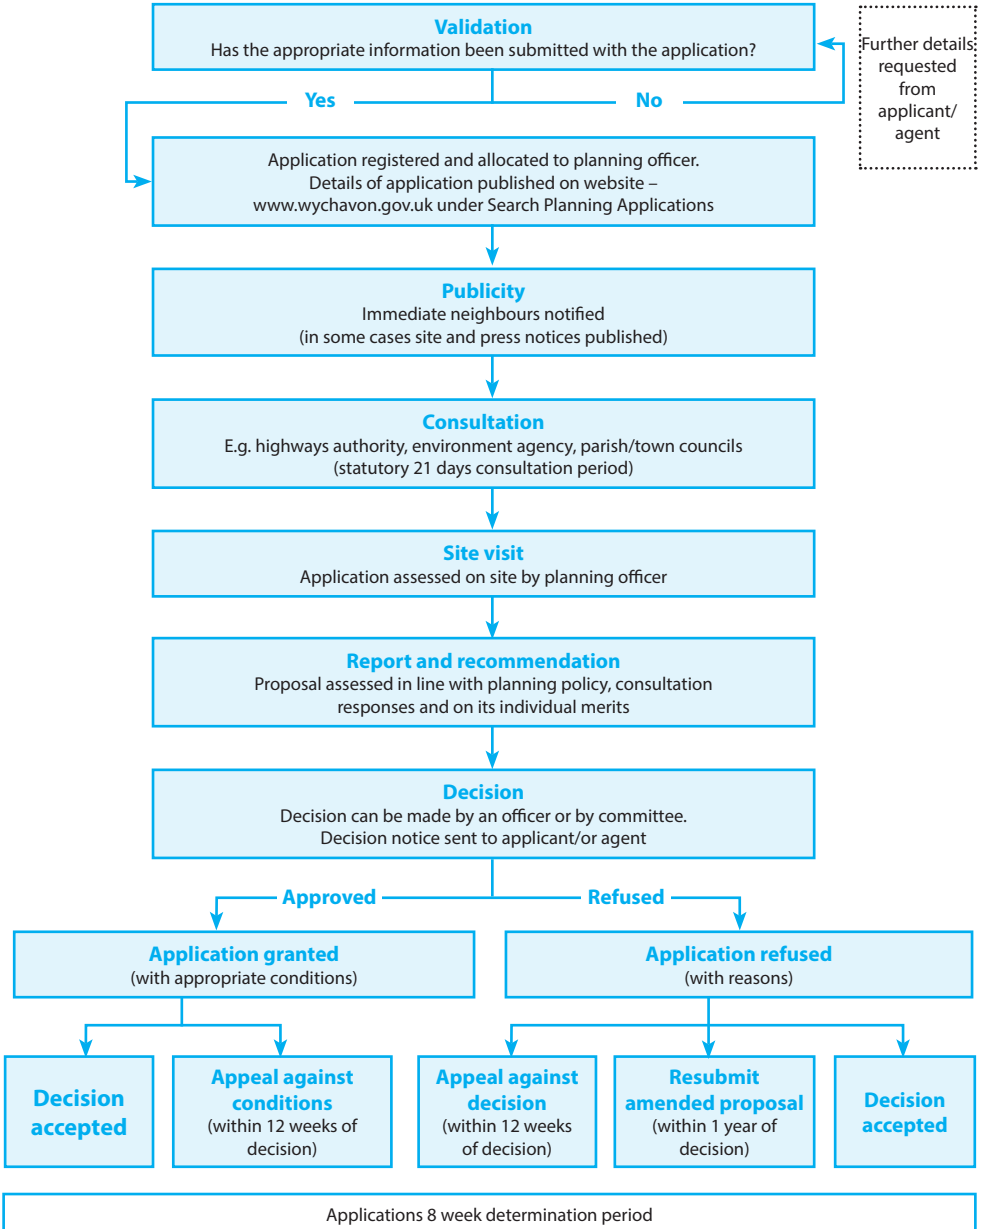 Validation
Has the appropriate information been submitted with the application?
Further details
requested
from
applicant/
agent
Yes
No
Application registered and allocated to planning officer.
Details of application published on website –
www.wychavon.gov.uk under Search Planning Applications
Publicity
Immediate neighbours notified
(in some cases site and press notices published)
Consultation
E.g. highways authority, environment agency, parish/town councils
(statutory 21 days consultation period)
Site visit
Application assessed on site by planning officer
Report and recommendation
Proposal assessed in line with planning policy, consultation
responses and on its individual merits
Decision
Decision can be made by an officer or by committee.
Decision notice sent to applicant/or agent
Approved
Refused
Application granted
(with appropriate conditions)
Application refused
(with reasons)
Decision
accepted
Appeal against
conditions
(within 12 weeks of
decision)
Appeal against
decision
(within 12 weeks
of decision)
Resubmit
amended proposal
(within 1 year of
decision)
Decision
accepted
Applications 8 week determination period